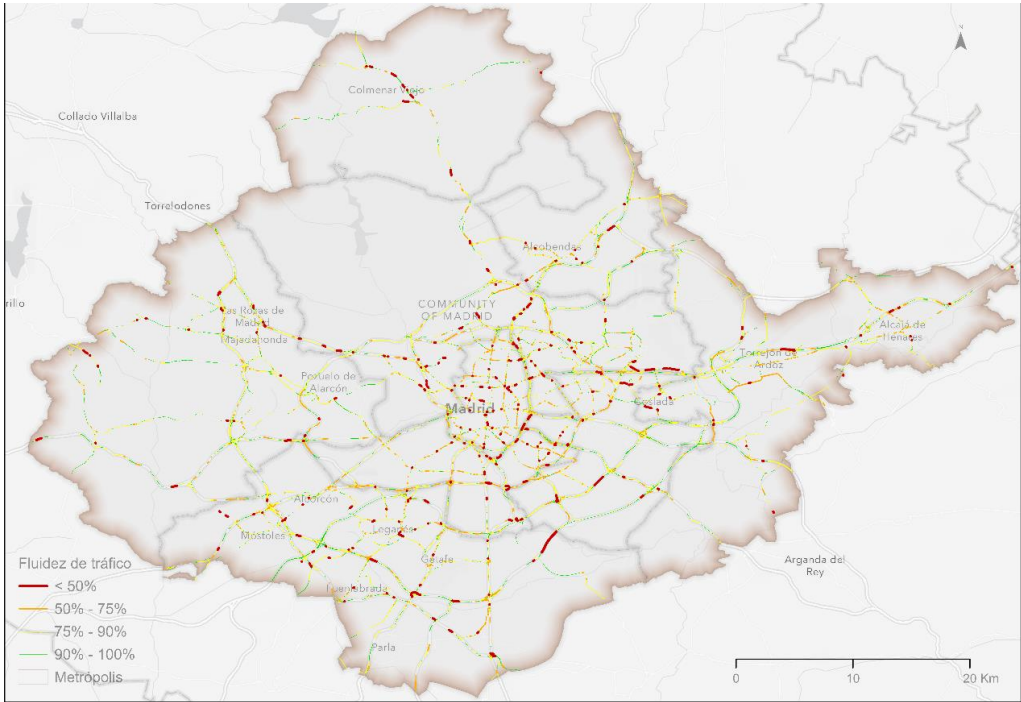 N
Colmenar Viejo
Collado Villalba
Torrelodones
Alcobendas
rillo
COMMUNITY
OF MADRID
Las Rozas de
Madrid
Majadahonda
Alcalá de
Henares
Torrejón de
Ardoz
Pozuelo de
Alarcón
Coslada
Madrid
Alcorcón
Móstoles
Leganés
Getafe
Arganda del
Rey
Fuenlabrada
Parla
Fluidez de tráfico
< 50%
50% - 75%
75% - 90%
90% - 100%
Metrópolis
0 10 20 Km